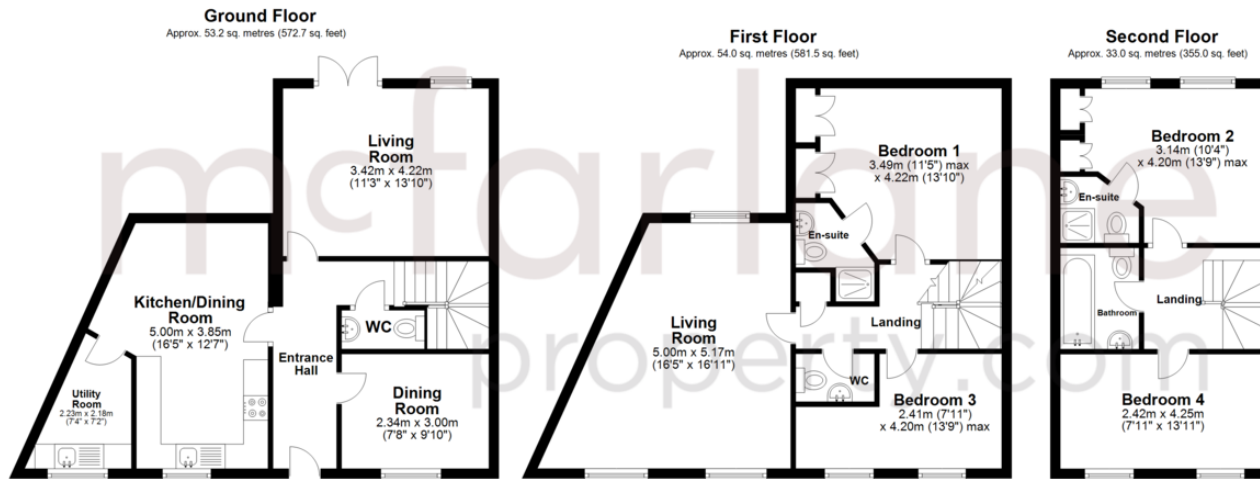 Ground Floor
Approx. 53.2 sq. metres (572.7 sq. feet)
Living
Room
3.42m x 4.22m
(11'3" x 13'10")
Kitchen/Dining
Room
5.00m x 3.85m
(16'5" x 12'7")
WC
Entrance
Hall
Utility
Room
2.23m x 2.18m
(7'4" x 7'2")
Dining
Room
2.34m x 3.00m
(7'8" x 9'10")
First Floor
Approx. 54.0 sq. metres (581.5 sq. feet)
Bedroom 1
3.49m (11'5") max
x 4.22m (13'10")
En-suite
Living
Room
5.00m x 5.17m
(16'5" x 16'11")
Landing
WC
Bedroom 3
2.41m (7'11")
x 4.20m (13'9") max
Second Floor
Approx. 33.0 sq. metres (355.0 sq. feet)
Bedroom 2
3.14m (10'4")
x 4.20m (13'9") max
En-suite
Landing
Bathroom
Bedroom 4
2.42m x 4.25m
(7'11" x 13'11")
mcfarlane
property.com